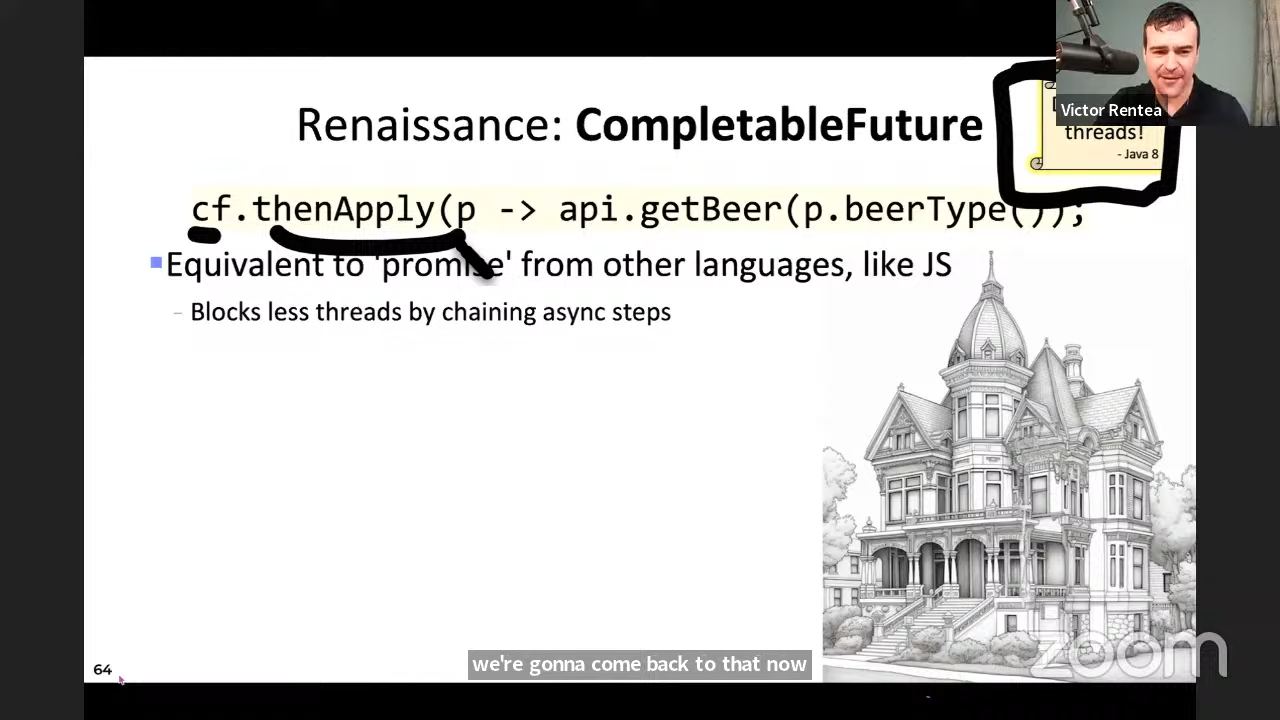 Victor Rentea
Renaissance: CompletableFuture
threads!
- Java 8
cf.thenApply(p -> api.getBeer(p.beerType());
Equivalent to 'promise' from other languages, like JS
– Blocks less threads by chaining async steps
64
we're gonna come back to that now
zoom